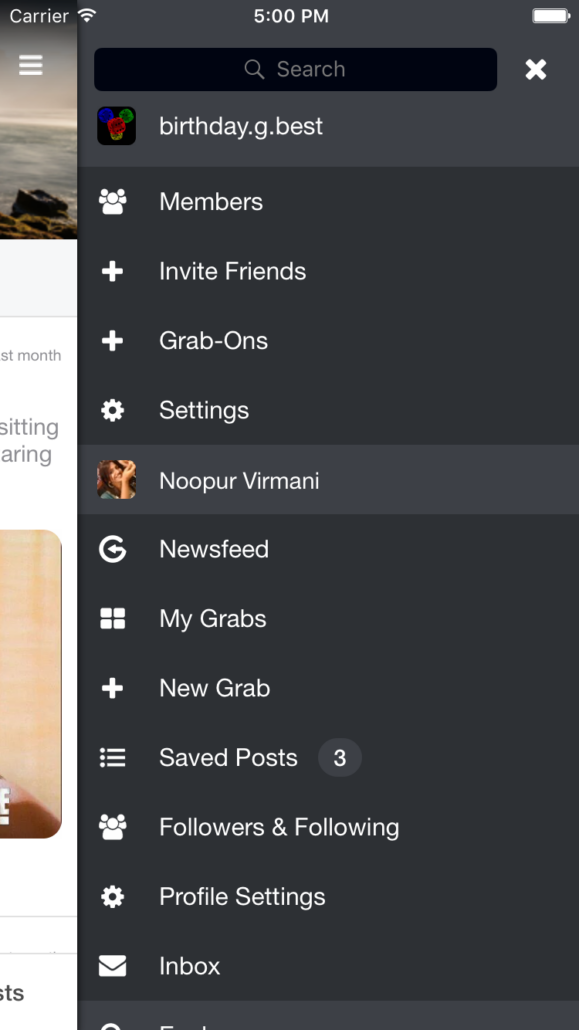 Carrier
5:00 PM
Search
birthday.g.best
Members
Invite Friends
st month
Grab-Ons
sitting
Settings
aring
Noopur Virmani
Newsfeed
My Grabs
New Grab
Saved Posts 3
E
Followers & Following
Profile Settings
Inbox
sts